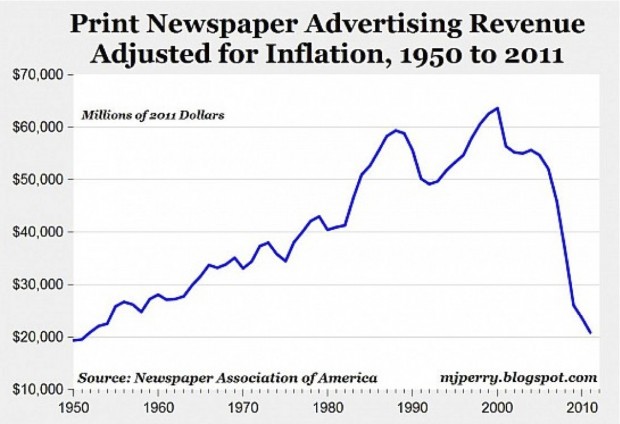 Print Newspaper Advertising Revenue
Adjusted for Inflation, 1950 to 2011
$70,000
Millions of 2011 Dollars
$60,000
$50,000
$40,000
$30,000
$20,000
Source: Newspaper Association of America
mjperry.blogspot.com
$10,000
1950 1960 1970 1980 1990 2000 2010